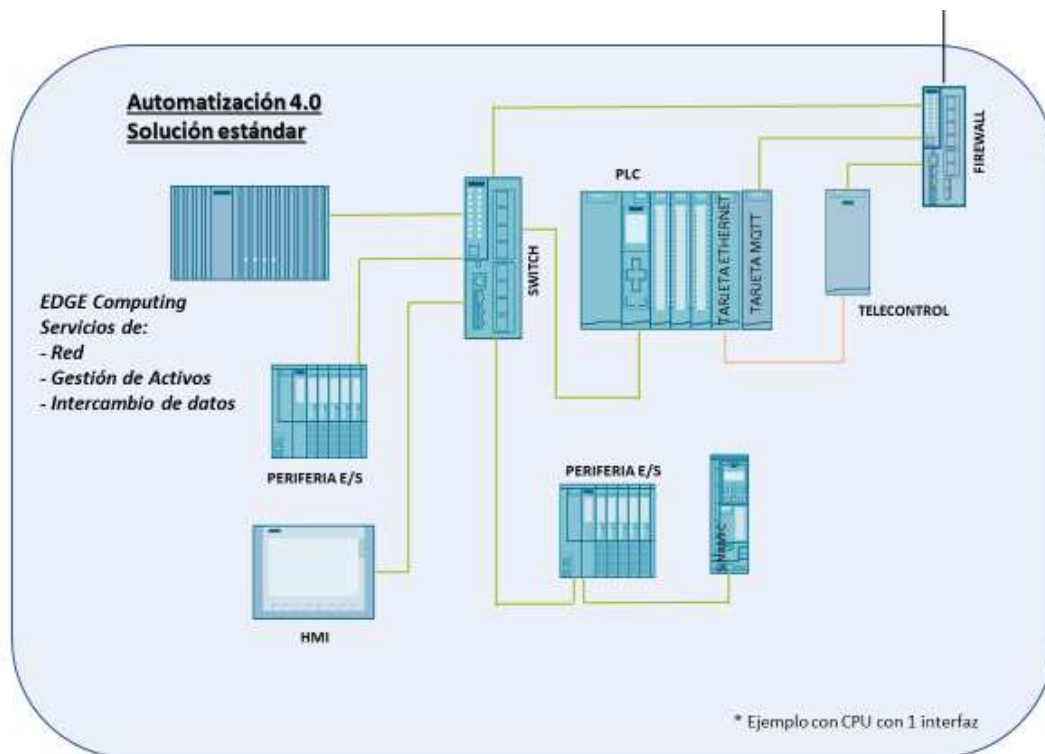 Automatización 4.0
Solución estándar
FIREWALL
PLC
TARJETA ETHERNET
TARJETA MQTT
SWITCH
TELECONTROL
EDGE Computing
Servicios de:
- Red
- Gestión de Activos
- Intercambio de datos
PERIFERIA E/S
PERIFERIA E/S
SINAMIC
HMI
* Ejemplo con CPU con 1 interfaz